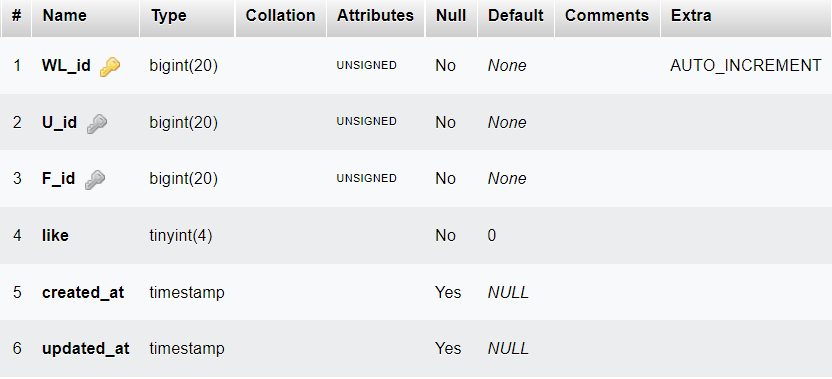 # Name Type Collation Attributes Null Default Comments Extra
1 WL_id bigint(20) UNSIGNED No None AUTO_INCREMENT
2 U_id bigint(20) UNSIGNED No None
3 F_id bigint(20) UNSIGNED No None
4 like tinyint(4) No 0
5 created_at timestamp Yes NULL
6 updated_at timestamp Yes NULL